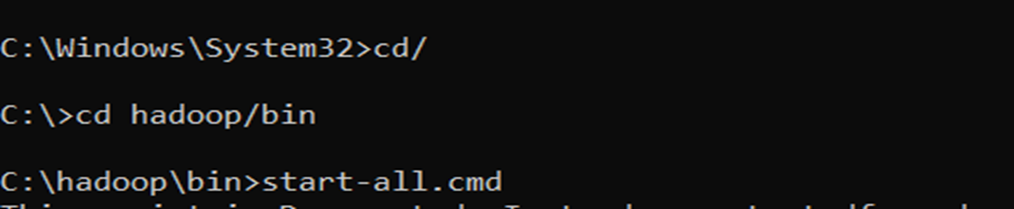 C:\Windows\System32>cd/
C:\>cd hadoop/bin
C:\hadoop\bin>start-all.cmd